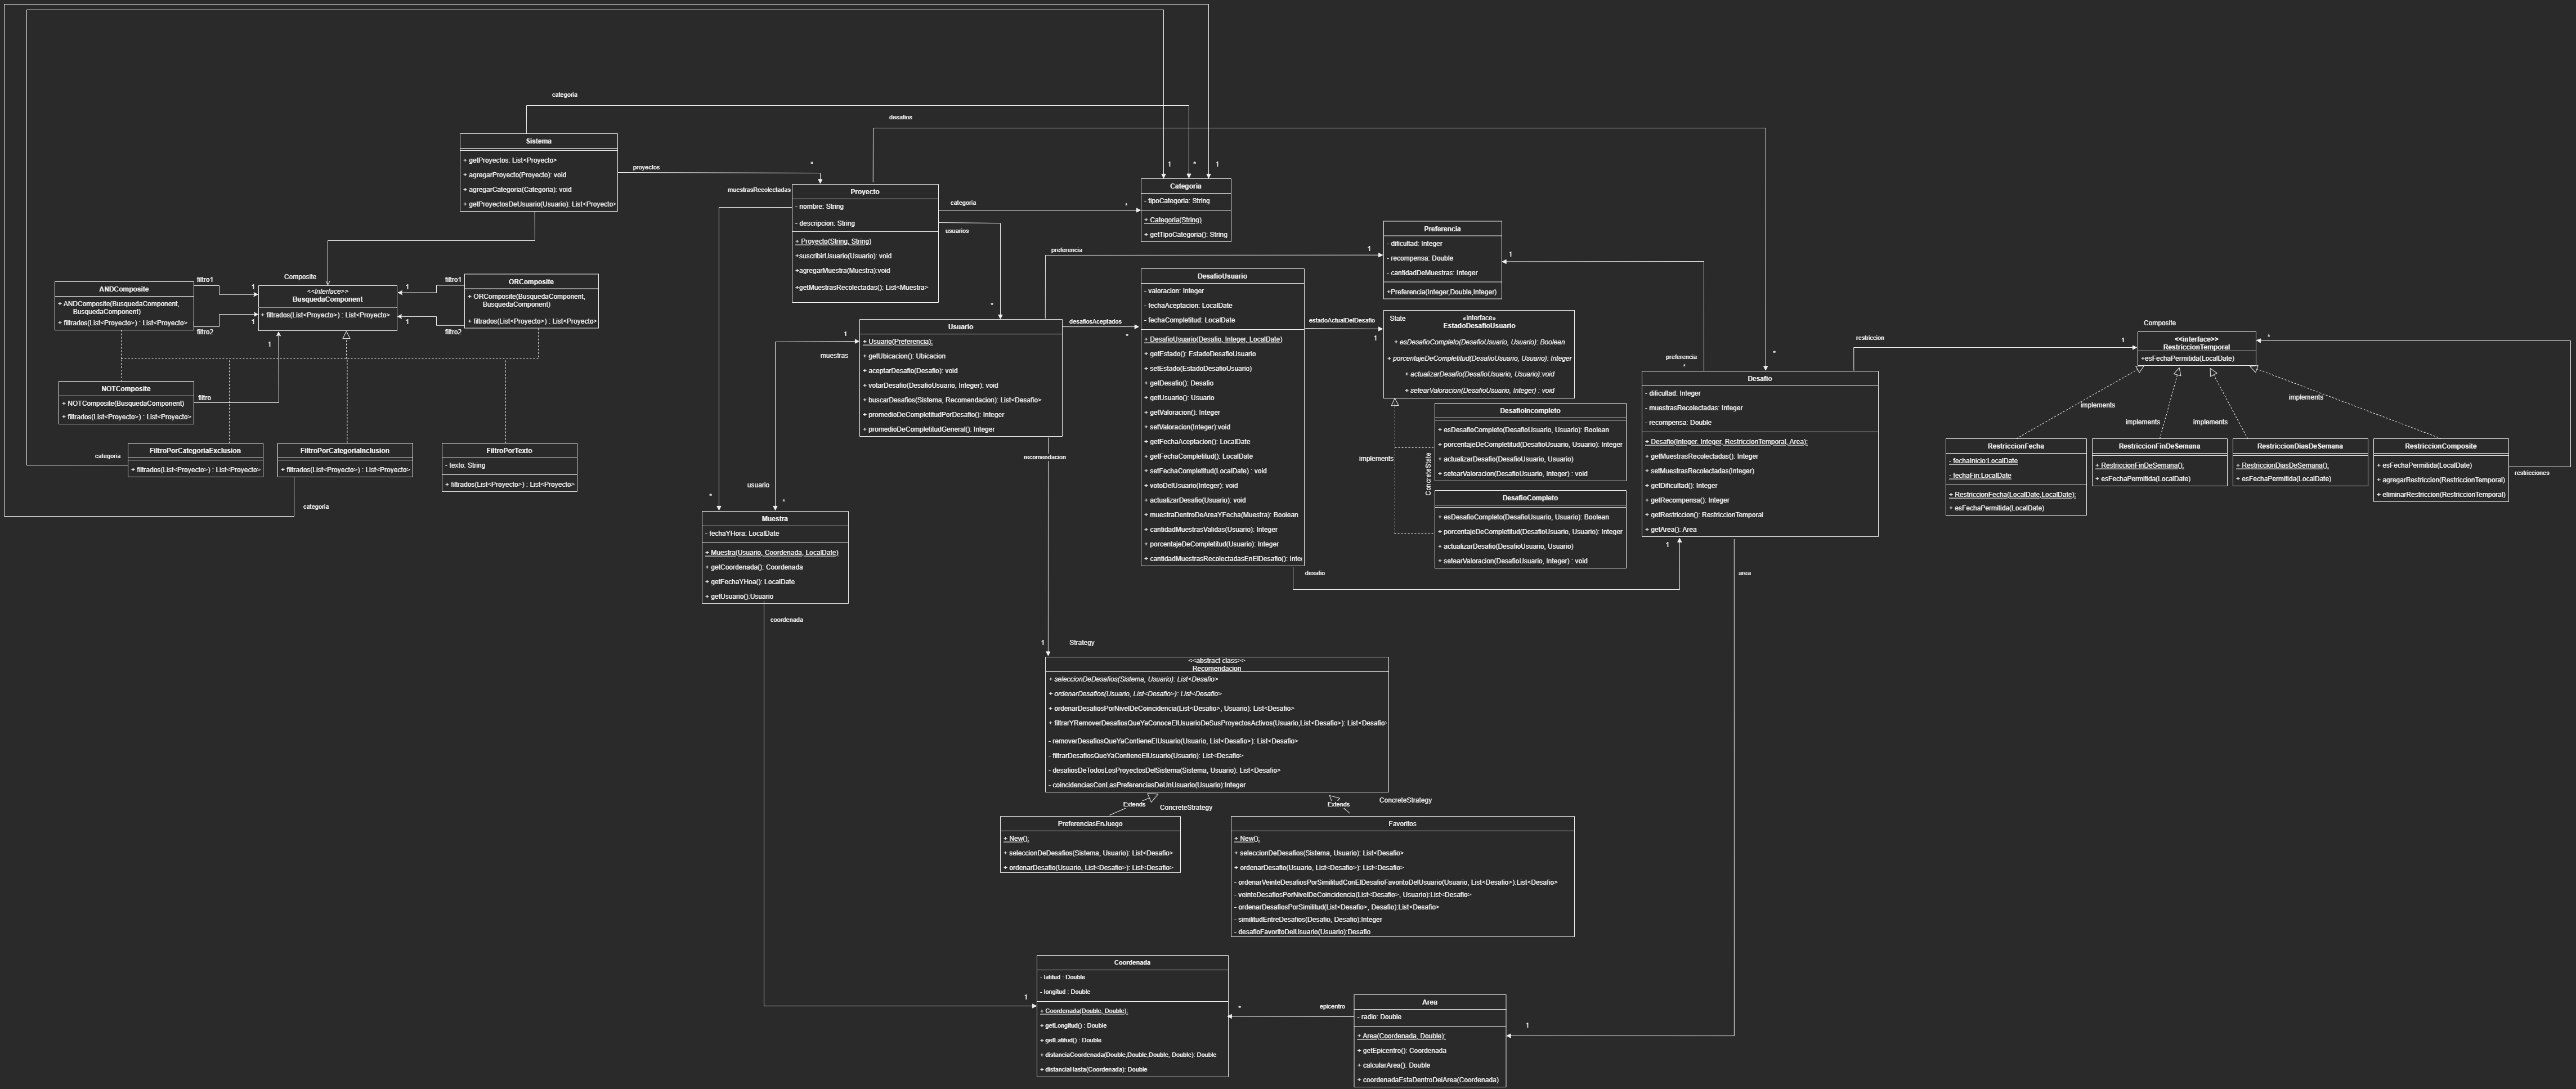 categoria
desafios
Sistema
+ getProyectos: List<Proyecto>
+ agregarProyecto(Proyecto): void
+ agregarCategoria(Categoria): void
+ getProyectosDeUsuario(Usuario): List<Proyecto>
proyectos
*
muestrasRecolectadas
Proyecto
- nombre: String
- descripcion: String
+ Proyecto(String, String)
+suscribirUsuario(Usuario): void
+agregarMuestra(Muestra):void
+getMuestrasRecolectadas(): List<Muestra>
categoria
*
usuarios
*
1
*
1
Categoria
- tipoCategoria: String
+ Categoria(String)
+ getTipoCategoria(): String
preferencia
1
Preferencia
- dificultad: Integer
- recompensa: Double
- cantidadDeMuestras: Integer
+Preferencia(Integer,Double,Integer)
1
Composite
<<Interface>>
BusquedaComponent
+ filtrados(List<Proyecto>) : List<Proyecto>
ANDComposite
+ ANDComposite(BusquedaComponent,
BusquedaComponent)
+ filtrados(List<Proyecto>) : List<Proyecto>
filtro1
1
filtro2
1
ORComposite
+ ORComposite(BusquedaComponent,
BusquedaComponent)
+ filtrados(List<Proyecto>) : List<Proyecto>
filtro1
1
filtro2
1
1
NOTComposite
+ NOTComposite(BusquedaComponent)
+ filtrados(List<Proyecto>) : List<Proyecto>
filtro
FiltroPorCategoriaExclusion
+ filtrados(List<Proyecto>) : List<Proyecto>
categoria
FiltroPorCategoriaInclusion
+ filtrados(List<Proyecto>) : List<Proyecto>
categoria
FiltroPorTexto
- texto: String
+ filtrados(List<Proyecto>) : List<Proyecto>
Usuario
+ Usuario(Preferencia):
+ getUbicacion(): Ubicacion
+ aceptarDesafio(Desafio): void
+ votarDesafio(DesafioUsuario, Integer): void
+ buscarDesafios(Sistema, Recomendacion): List<Desafio>
+ promedioDeCompletitudPorDesafio(): Integer
+ promedioDeCompletitudGeneral(): Integer
1
muestras
usuario
*
*
desafiosAceptados
*
recomendacion
DesafioUsuario
- valoracion: Integer
- fechaAceptacion: LocalDate
- fechaCompletitud: LocalDate
+ DesafioUsuario(Desafio, Integer, LocalDate)
+ getEstado(): EstadoDesafioUsuario
+ setEstado(EstadoDesafioUsuario)
+ getDesafio(): Desafio
+ getUsuario(): Usuario
+ getValoracion(): Integer
+ setValoracion(Integer):void
+ getFechaAceptacion(): LocalDate
+ getFechaCompletitud(): LocalDate
+ setFechaCompletitud(LocalDate) : void
+ votoDelUsuario(Integer): void
+ actualizarDesafio(Usuario): void
+ muestraDentroDeAreaYFecha(Muestra): Boolean
+ cantidadMuestrasValidas(Usuario): Integer
+ porcentajeDeCompletitud(Usuario): Integer
+ cantidadMuestrasRecolectadasEnElDesafio(): Inte
estadoActualDelDesafio
1
State
«interface»
EstadoDesafioUsuario
+ esDesafioCompleto(DesafioUsuario, Usuario): Boolean
+ porcentajeDeCompletitud(DesafioUsuario, Usuario): Integer
+ actualizarDesafio(DesafioUsuario, Usuario):void
+ setearValoracion(DesafioUsuario, Integer) : void
implements
ConcreteState
DesafioIncompleto
+ esDesafioCompleto(DesafioUsuario, Usuario): Boolean
+ porcentajeDeCompletitud(DesafioUsuario, Usuario): Integer
+ actualizarDesafio(DesafioUsuario, Usuario)
+ setearValoracion(DesafioUsuario, Integer) : void
DesafioCompleto
+ esDesafioCompleto(DesafioUsuario, Usuario): Boolean
+ porcentajeDeCompletitud(DesafioUsuario, Usuario): Integer
+ actualizarDesafio(DesafioUsuario, Usuario)
+ setearValoracion(DesafioUsuario, Integer) : void
preferencia
*
*
Desafio
- dificultad: Integer
- muestrasRecolectadas: Integer
- recompensa: Double
+ Desafio(Integer, Integer, RestriccionTemporal, Area):
+ getMuestrasRecolectadas(): Integer
+ setMuestrasRecolectadas(Integer)
+ getDificultad(): Integer
+ getRecompensa(): Integer
+ getRestriccion(): RestriccionTemporal
+ getArea(): Area
desafio
1
area
restriccion
1
Composite
<<interface>>
RestriccionTemporal
+esFechaPermitida(LocalDate)
*
implements
implements
implements
implements
RestriccionFecha
- fechaInicio:LocalDate
- fechaFin:LocalDate
+ RestriccionFecha(LocalDate,LocalDate):
+ esFechaPermitida(LocalDate)
RestriccionFinDeSemana
+ RestriccionFinDeSemana():
+ esFechaPermitida(LocalDate)
RestriccionDiasDeSemana
+ RestriccionDiasDeSemana():
+ esFechaPermitida(LocalDate)
RestriccionComposite
+ esFechaPermitida(LocalDate)
+ agregarRestriccion(RestriccionTemporal)
+ eliminarRestriccion(RestriccionTemporal)
restricciones
Muestra
- fechaYHora: LocalDate
+ Muestra(Usuario, Coordenada, LocalDate)
+ getCoordenada(): Coordenada
+ getFechaYHoa(): LocalDate
+ getUsuario():Usuario
coordenada
1
Strategy
<<abstract class>>
Recomendacion
+ seleccionDeDesafios(Sistema, Usuario): List<Desafio>
+ ordenarDesafios(Usuario, List<Desafio>): List<Desafio>
+ ordenarDesafiosPorNivelDeCoincidencia(List<Desafio>, Usuario): List<Desafio>
+ filtrarYRemoverDesafiosQueYaConoceElUsuarioDeSusProyectosActivos(Usuario,List<Desafio>): List<Desafio>
- removerDesafiosQueYaContieneElUsuario(Usuario, List<Desafio>): List<Desafio>
- filtrarDesafiosQueYaContieneElUsuario(Usuario): List<Desafio>
- desafiosDeTodosLosProyectosDelSistema(Sistema, Usuario): List<Desafio>
- coincidenciasConLasPreferenciasDeUnUsuario(Usuario):Integer
Extends
ConcreteStrategy
Extends
ConcreteStrategy
PreferenciasEnJuego
+ New():
+ seleccionDeDesafios(Sistema, Usuario): List<Desafio>
+ ordenarDesafio(Usuario, List<Desafio>): List<Desafio>
Favoritos
+ New():
+ seleccionDeDesafios(Sistema, Usuario): List<Desafio>
+ ordenarDesafio(Usuario, List<Desafio>): List<Desafio>
- ordenarVeinteDesafiosPorSimilitudConElDesafioFavoritoDelUsuario(Usuario, List<Desafio>):List<Desafio>
- veinteDesafiosPorNivelDeCoincidencia(List<Desafio>, Usuario):List<Desafio>
- ordenarDesafiosPorSimilitud(List<Desafio>, Desafio):List<Desafio>
- similitudEntreDesafios(Desafio, Desafio):Integer
- desafioFavoritoDelUsuario(Usuario):Desafio
1
Coordenada
- latitud : Double
- longitud : Double
+ Coordenada(Double, Double):
+ getLongitud() : Double
+ getLatitud() : Double
+ distanciaCoordenada(Double,Double,Double, Double): Double
+ distanciaHasta(Coordenada): Double
*
epicentro
Area
- radio: Double
+ Area(Coordenada, Double):
+ getEpicentro(): Coordenada
+ calcularArea(): Double
+ coordenadaEstaDentroDelArea(Coordenada)
1